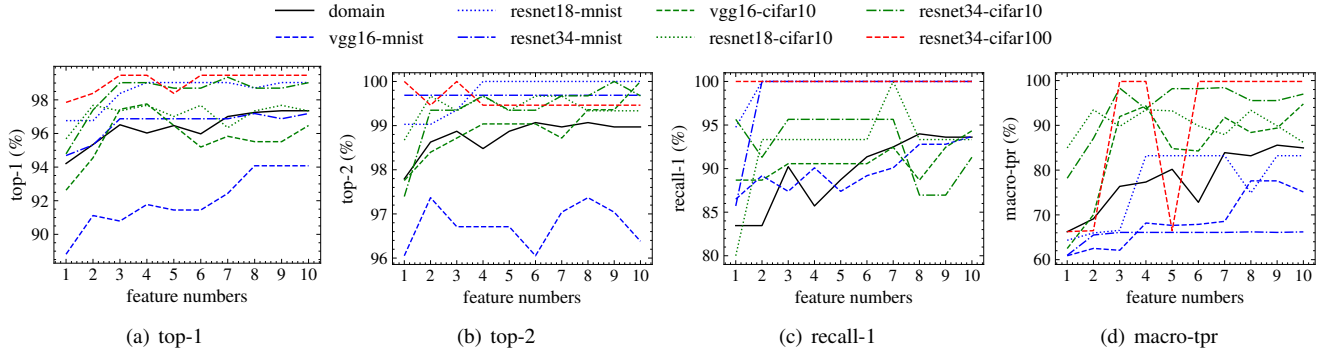 domain resnet18-mnist vgg16-cifar10 resnet34-cifar10
vgg16-mnist resnet34-mnist resnet18-cifar10 resnet34-cifar100
top-1 (%)
98
96
94
92
90
1 2 3 4 5 6 7 8 9 10
feature numbers
(a) top-1
top-2 (%)
100
99
98
97
96
1 2 3 4 5 6 7 8 9 10
feature numbers
(b) top-2
recall-1 (%)
100
95
90
85
80
1 2 3 4 5 6 7 8 9 10
feature numbers
(c) recall-1
macro-tpr (%)
100
90
80
70
60
1 2 3 4 5 6 7 8 9 10
feature numbers
(d) macro-tpr